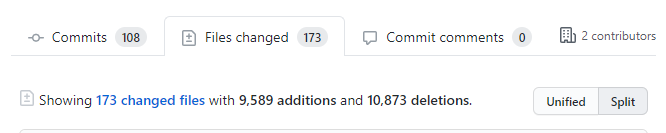 Commits 108 Files changed 173 Commit comments 0 2 contributors
Showing 173 changed files with 9,589 additions and 10,873 deletions. Unified Split